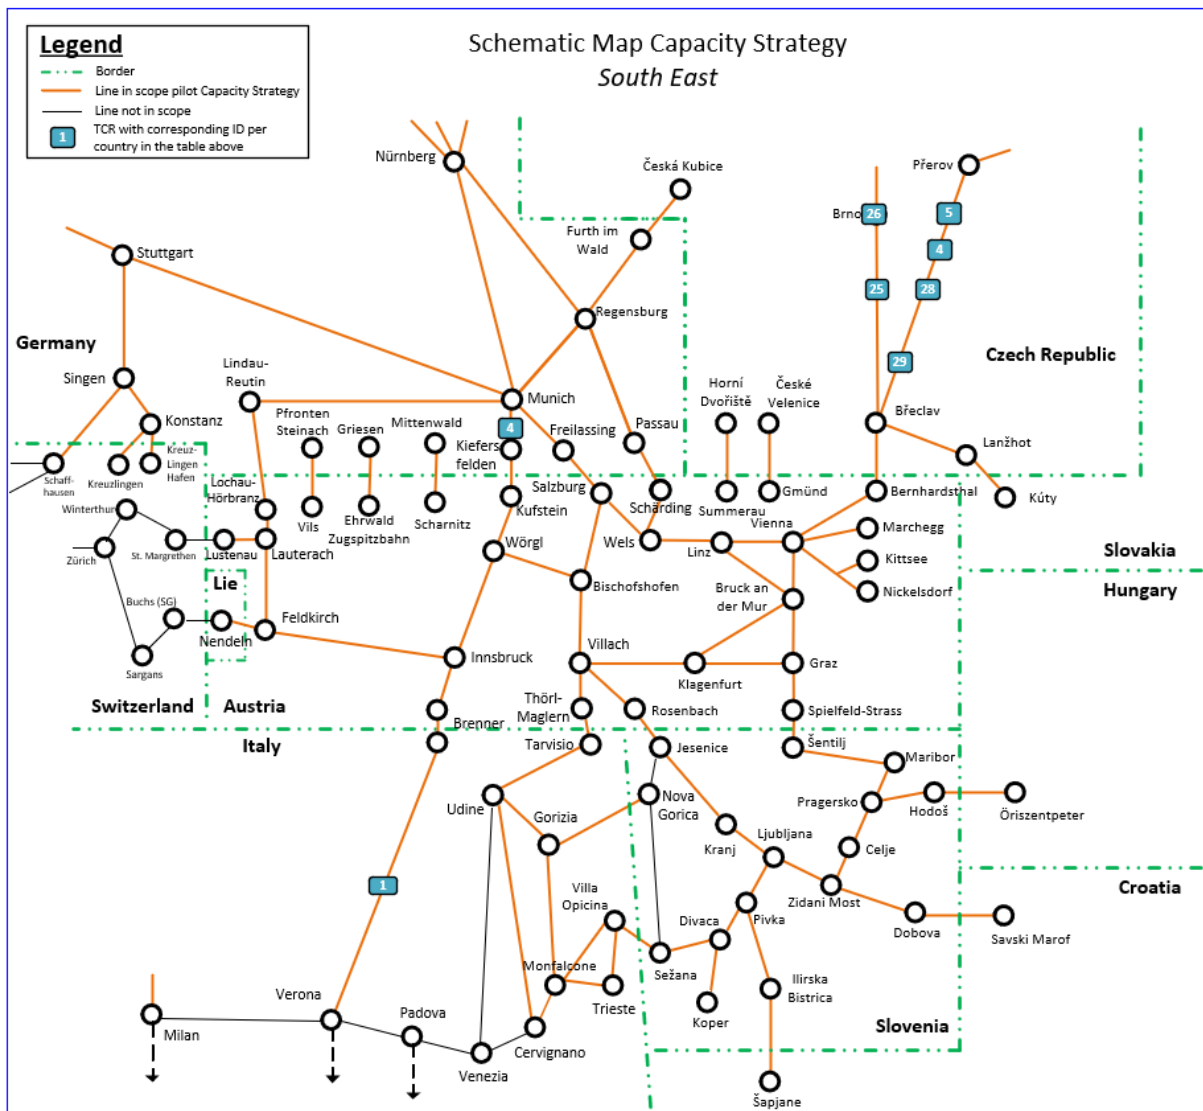 Legend
Border
Line in scope pilot Capacity Strategy
Line not in scope
1
TCR with corresponding ID per
country in the table above
Schematic Map Capacity Strategy
South East
Nürnberg
Česká Kubice
Přerov
Brno
26
5
Furth im
Wald
4
Stuttgart
25
28
Regensburg
Germany
Czech Republic
29
Lindau-
Reutin
Singen
Horní
Dvořiště
České
Velenice
Munich
Pfronten
Steinach
Griesen
Mittenwald
4
Freilassing
Passau
Břeclav
Konstanz
Kiefers
felden
Lanžhot
Kreuz-
Lingen
Hafen
Kreuzlingen
Schaff-
hausen
Lochau-
Hörbranz
Salzburg
Schärding
Summerau
Gmünd
Bernhardsthal
Kúty
Winterthur
Vils
Ehrwald
Zugspitzbahn
Scharnitz
Kufstein
Vienna
Marchegg
Zürich
St. Margrethen
Lustenau
Lauterach
Wörgl
Wels
Linz
Slovakia
Kittsee
Lie
Bischofshofen
Bruck an
der Mur
Nickelsdorf
Hungary
Buchs (SG)
Feldkirch
Nendeln
Villach
Innsbruck
Graz
Sargans
Klagenfurt
Switzerland
Austria
Thörl-
Maglern
Rosenbach
Spielfeld-Strass
Brenner
Italy
Tarvisio
Jesenice
Šentilj
Maribor
Udine
Nova
Gorica
Pragersko
Hodoš
Öriszentpeter
Gorizia
Kranj
Ljubljana
Celje
1
Villa
Opicina
Zidani Most
Croatia
Divaca
Pivka
Dobova
Savski Marof
Monfalcone
Sežana
Verona
Trieste
Ilirska
Bistrica
Milan
Padova
Koper
Slovenia
Cervignano
Venezia
Šapjane